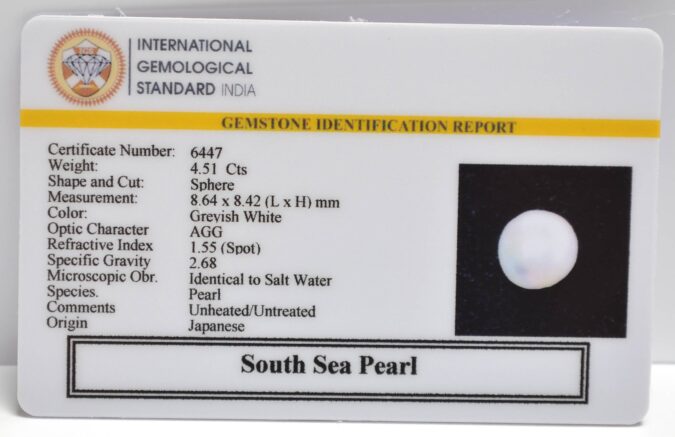 INTERNATIONAL
GEMOLOGICAL
STANDARD INDIA
GEMSTONE IDENTIFICATION REPORT
Certificate Number: 6447
Weight: 4.51 Cts
Shape and Cut: Sphere
Measurement: 8.64 x 8.42 (L x H) mm
Color: Greyish White
Optic Character AGG
Refractive Index 1.55 (Spot)
Specific Gravity 2.68
Microscopic Obr. Identical to Salt Water
Species. Pearl
Comments Unheated/Untreated
Origin Japanese
South Sea Pearl